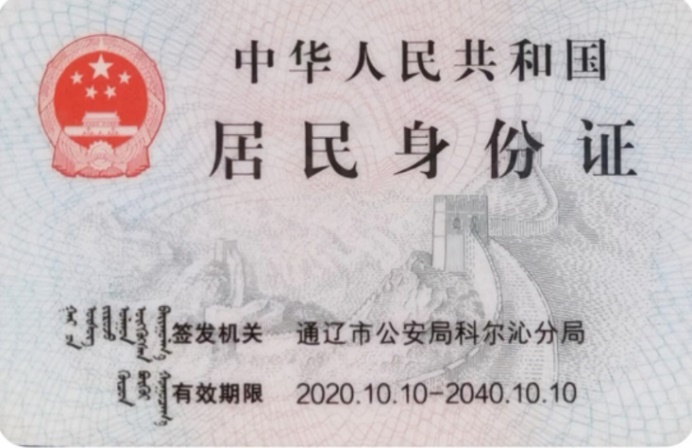 中华人民共和国
居民身份证
签发机关 通辽市公安局科尔沁分局
有效期限 2020.10.10-2040.10.10